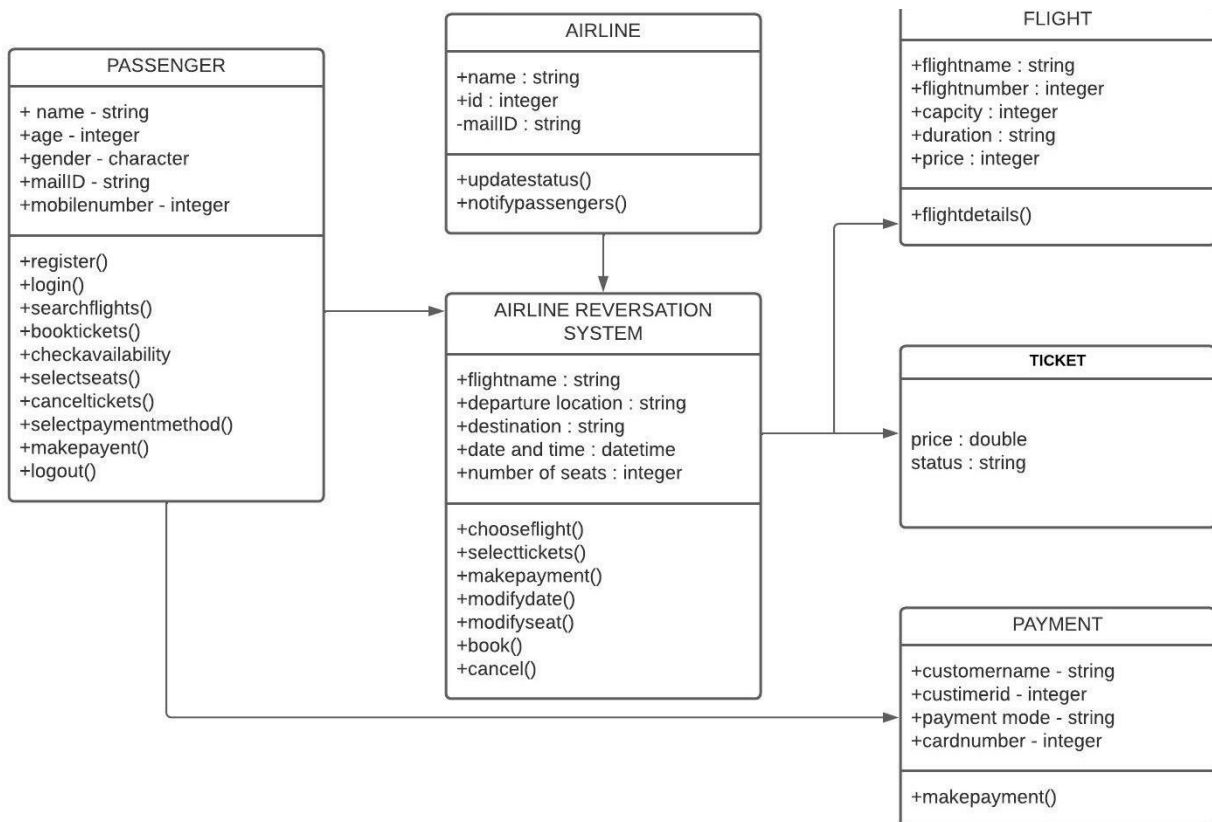 PASSENGER
+ name - string
+age - integer
+gender - character
+mailID - string
+mobilenumber - integer
+register()
+login()
+searchflights()
+booktickets()
+checkavailability
+selectseats()
+canceltickets()
+selectpaymentmethod()
+makepayent()
+logout()
AIRLINE
+name : string
+id : integer
-mailID : string
+updatestatus()
+notifypassengers()
AIRLINE REVERSATION
SYSTEM
+flightname : string
+departure location : string
+destination : string
+date and time : datetime
+number of seats : integer
+chooseflight()
+selecttickets()
+makepayment()
+modifydate()
+modifyseat()
+book()
+cancel()
FLIGHT
+flightname : string
+flightnumber : integer
+capcity : integer
+duration : string
+price : integer
+flightdetails()
TICKET
price : double
status : string
PAYMENT
+customername - string
+custimerid - integer
+payment mode - string
+cardnumber - integer
+makepayment()